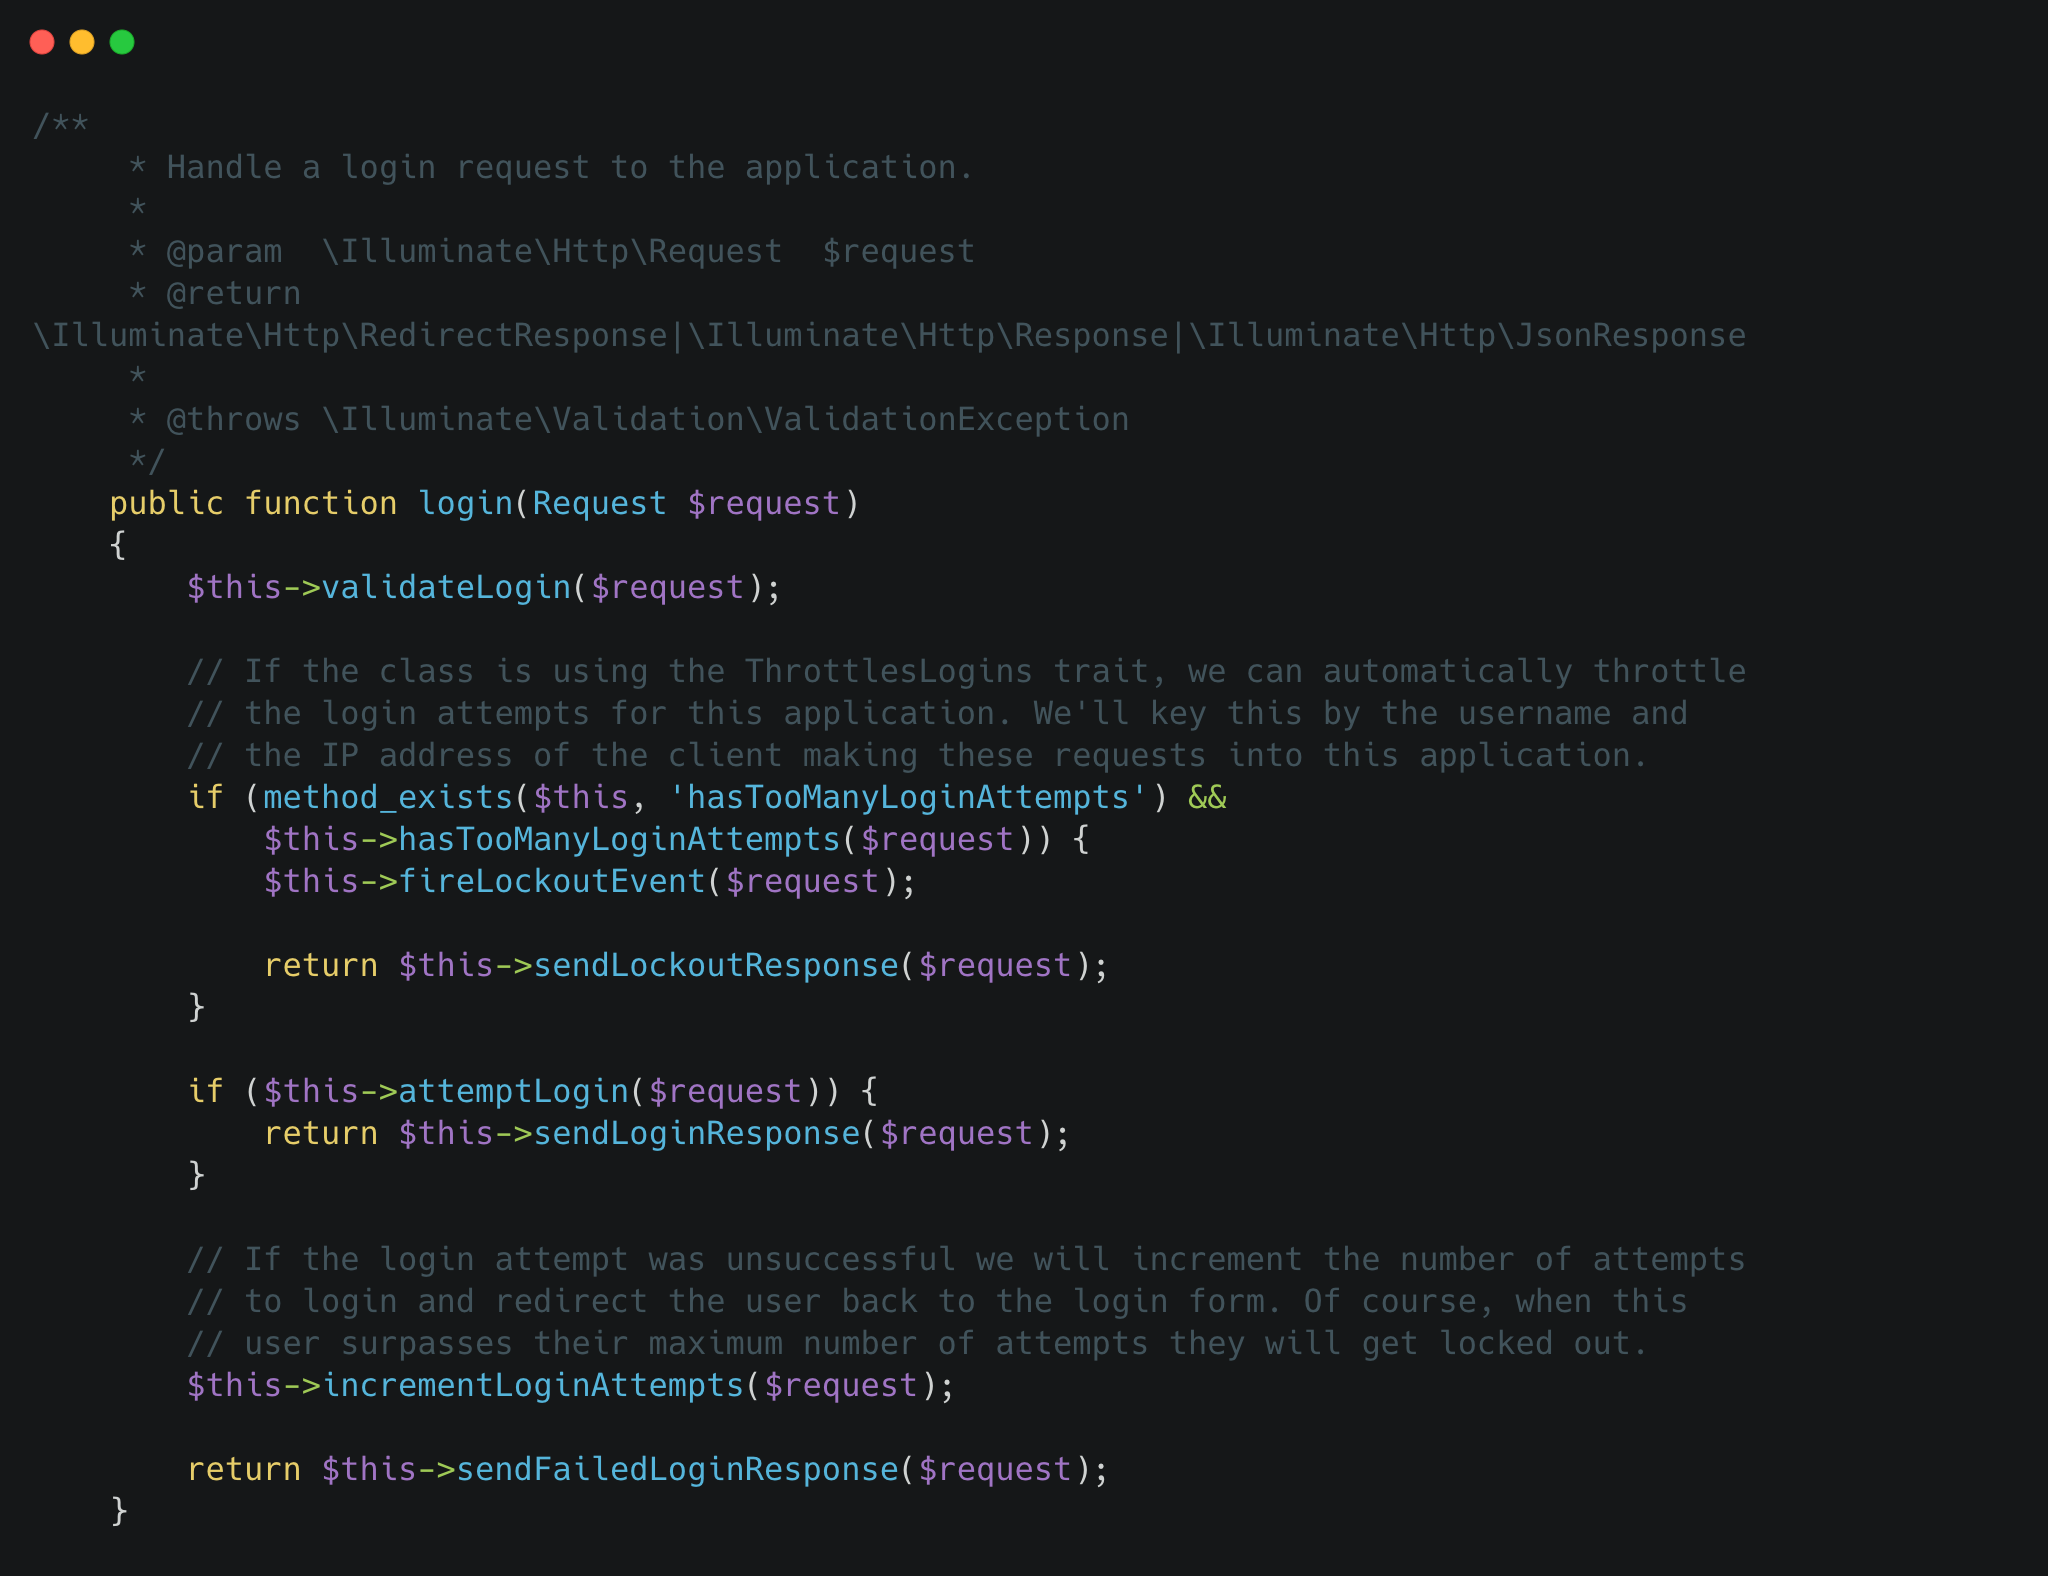 /**
     * Handle a login request to the application.
     *
     * @param  \Illuminate\Http\Request  $request
     * @return
\Illuminate\Http\RedirectResponse|\Illuminate\Http\Response|\Illuminate\Http\JsonResponse
     *
     * @throws \Illuminate\Validation\ValidationException
     */
    public function login(Request $request)
    {
        $this->validateLogin($request);

        // If the class is using the ThrottlesLogins trait, we can automatically throttle
        // the login attempts for this application. We'll key this by the username and
        // the IP address of the client making these requests into this application.
        if (method_exists($this, 'hasTooManyLoginAttempts') &&
            $this->hasTooManyLoginAttempts($request)) {
            $this->fireLockoutEvent($request);

            return $this->sendLockoutResponse($request);
        }

        if ($this->attemptLogin($request)) {
            return $this->sendLoginResponse($request);
        }

        // If the login attempt was unsuccessful we will increment the number of attempts
        // to login and redirect the user back to the login form. Of course, when this
        // user surpasses their maximum number of attempts they will get locked out.
        $this->incrementLoginAttempts($request);

        return $this->sendFailedLoginResponse($request);
    }